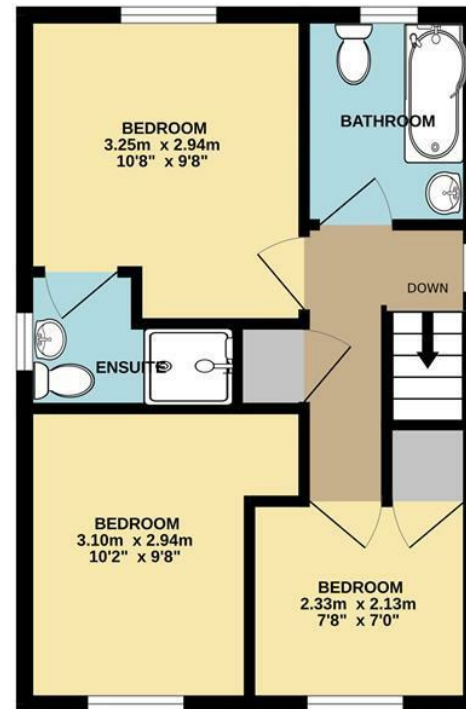 BEDROOM
3.25m x 2.94m
10'8" x 9'8"
BATHROOM
DOWN
ENSUITE
BEDROOM
3.10m x 2.94m
10'2" x 9'8"
BEDROOM
2.33m x 2.13m
7'8" x 7'0"